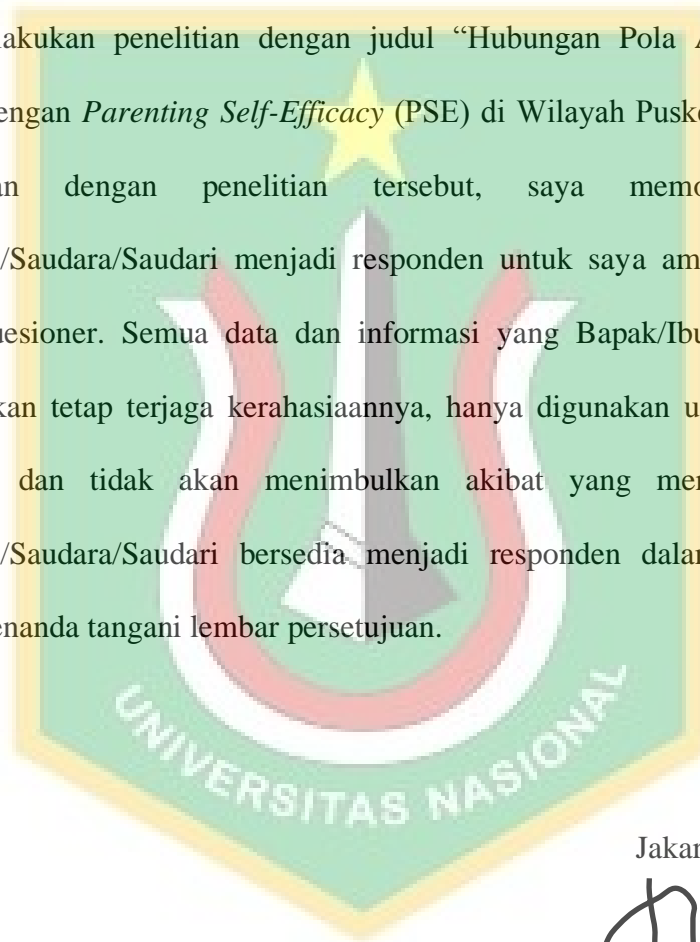 akukan penelitian dengan judul “Hubungan Pola
engan Parenting Self-Efficacy (PSE) di Wilayah Puske
an dengan penelitian tersebut, saya memo
/Saudara/Saudari menjadi responden untuk saya am
uesioner. Semua data dan informasi yang Bapak/Ibu
kan tetap terjaga kerahasiaannya, hanya digunakan u
dan tidak akan menimbulkan akibat yang me
/Saudara/Saudari bersedia menjadi responden dala
enanda tangani lembar persetujuan.
UNIVERSITAS NASIONAL
Jakar